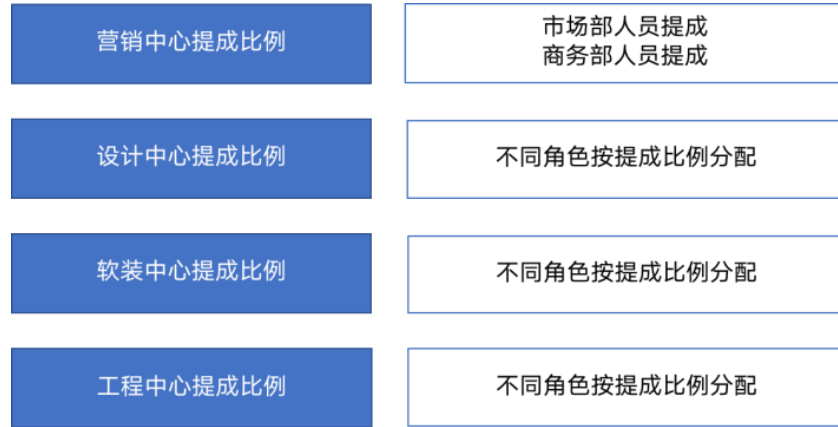 营销中心提成比例
市场部人员提成
商务部人员提成
设计中心提成比例
不同角色按提成比例分配
软装中心提成比例
不同角色按提成比例分配
工程中心提成比例
不同角色按提成比例分配